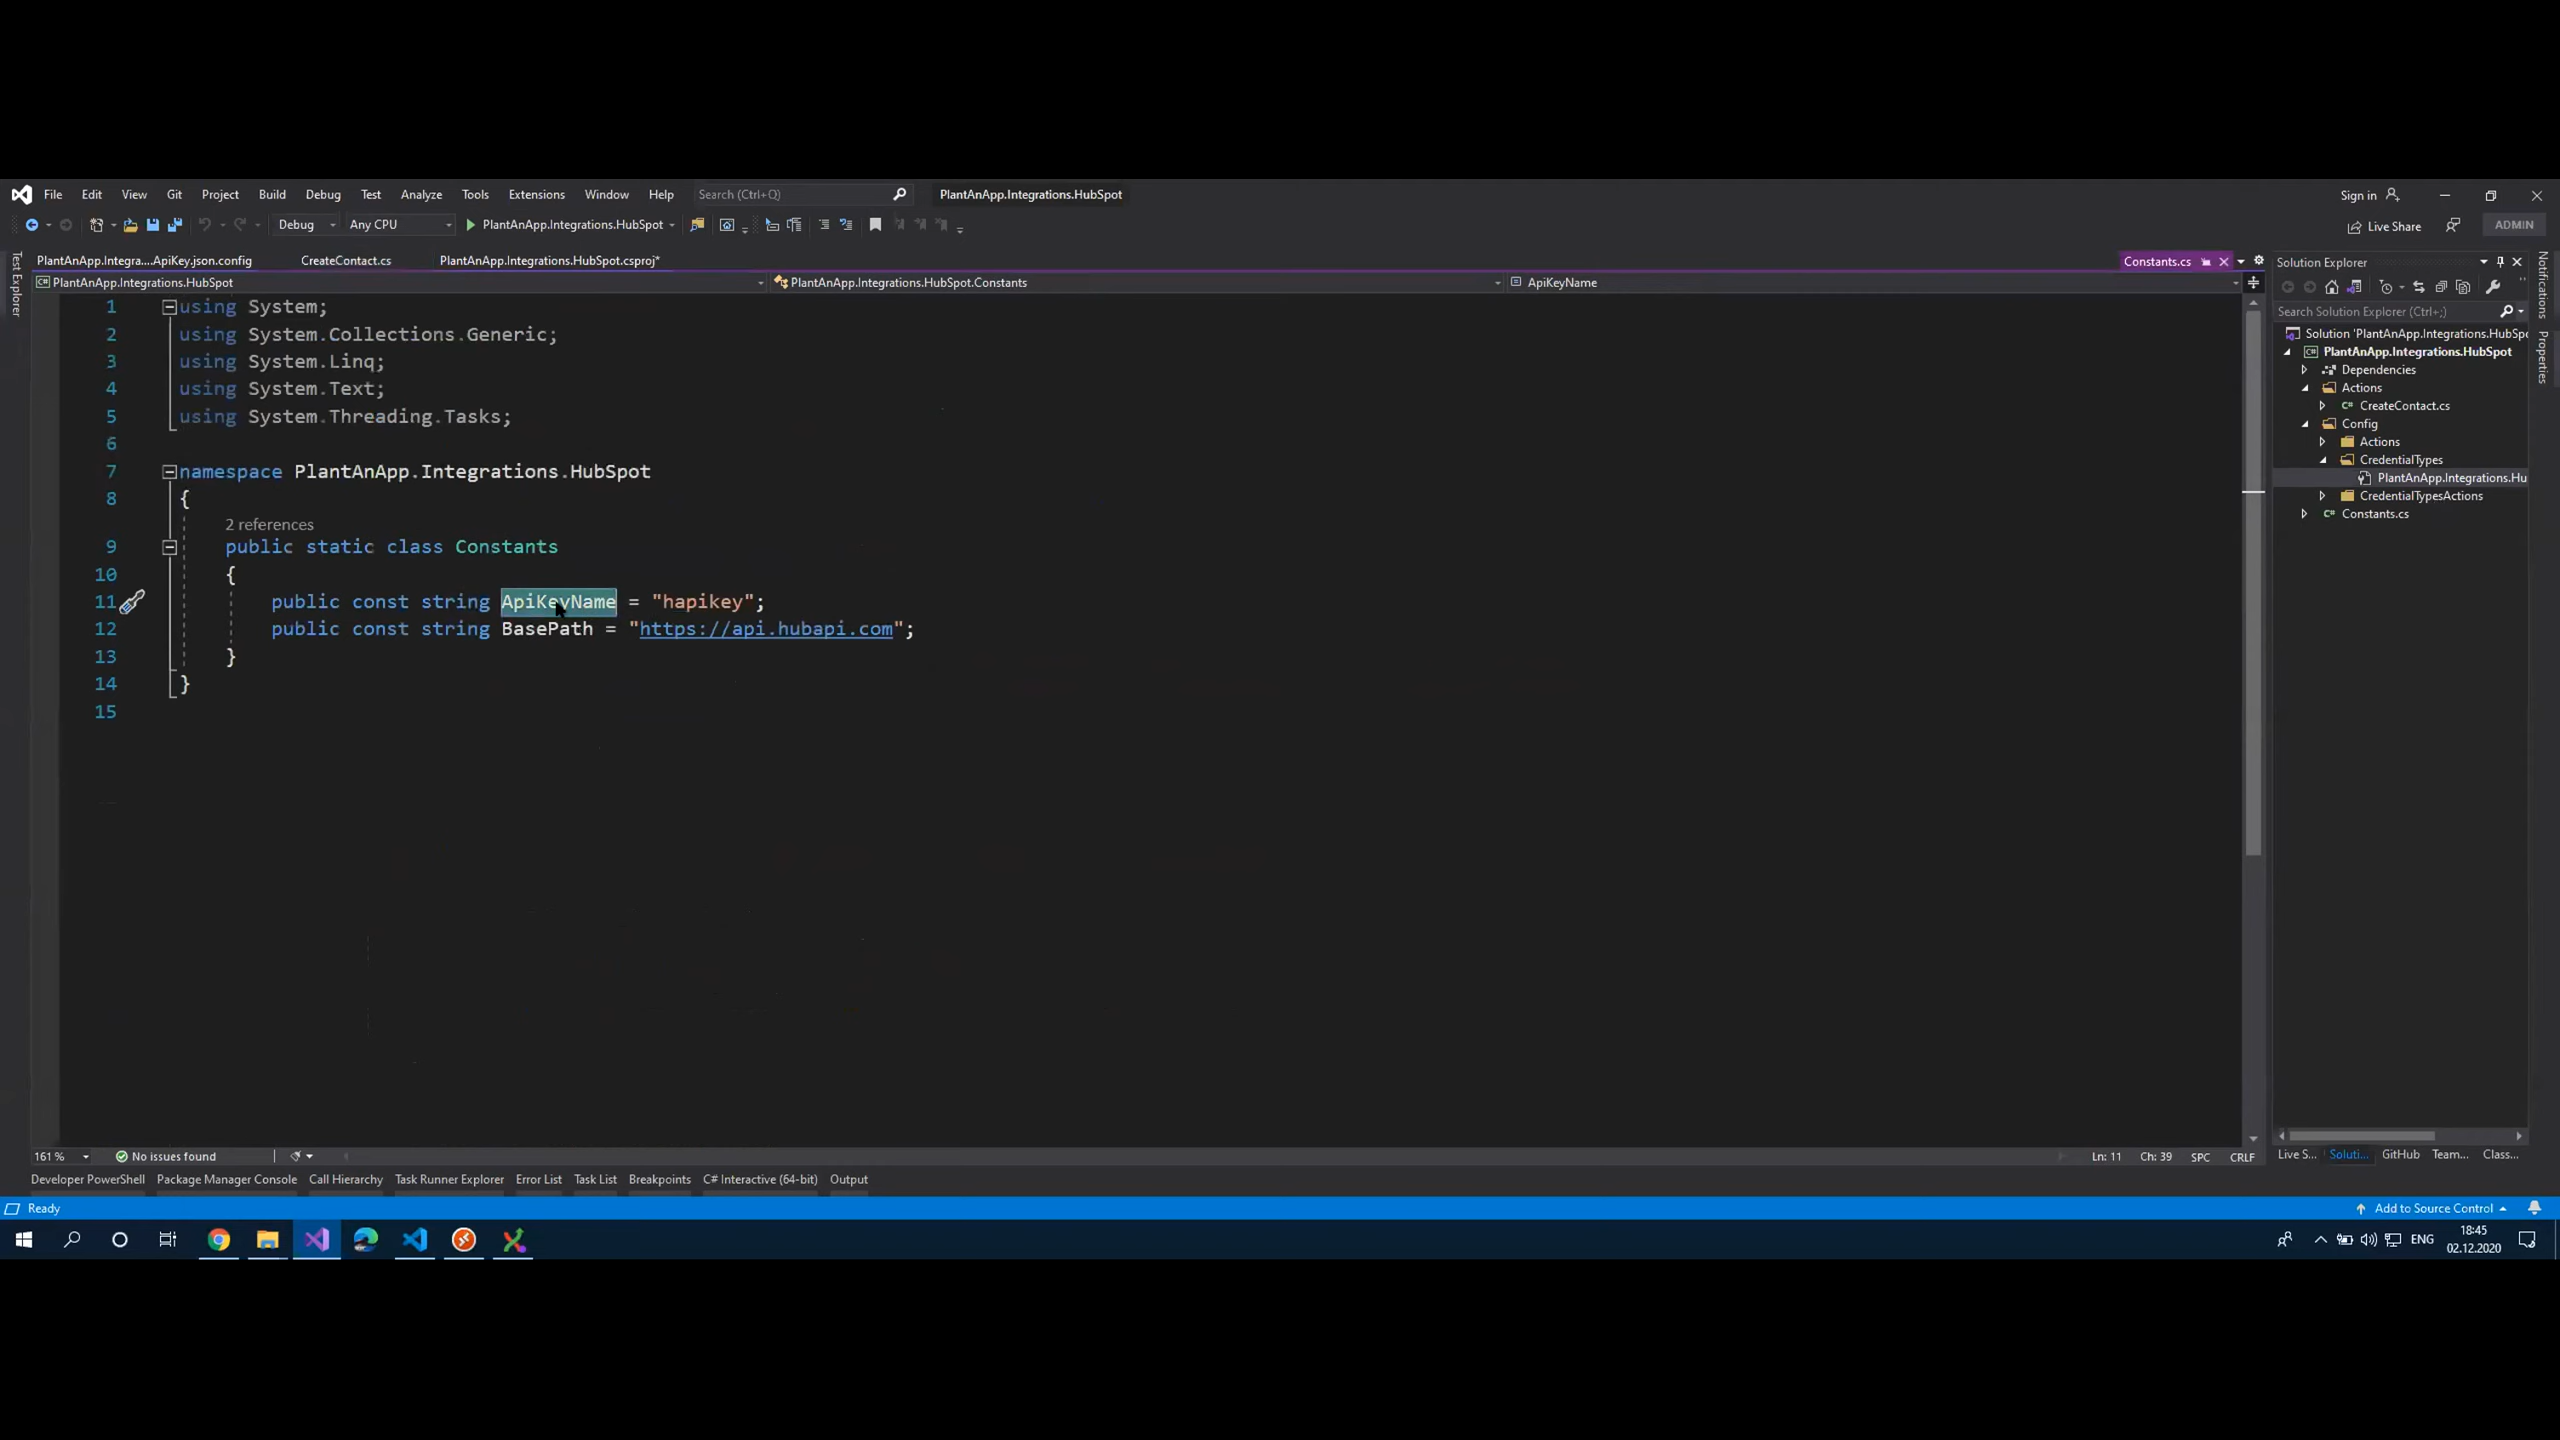 File Edit View Git Project Build Debug Test Analyze Tools Extensions Window Help Search (Ctrl+Q) PlantAnApp.Integrations.HubSpot Sign in
Debug Any CPU PlantAnApp.Integrations.HubSpot Live Share ADMIN
PlantAnApp.Integra....ApiKey.json.config CreateContact.cs PlantAnApp.Integrations.HubSpot.csproj* Constants.cs
PlantAnApp.Integrations.HubSpot PlantAnApp.Integrations.HubSpot.Constants ApiKeyName
Test Explorer
1 using System;
2 using System.Collections.Generic;
3 using System.Linq;
4 using System.Text;
5 using System.Threading.Tasks;
6
7 namespace PlantAnApp.Integrations.HubSpot
8 {
2 references
9 public static class Constants
10 {
11 public const string ApiKeyName = "hapikey";
12 public const string BasePath = "https://api.hubapi.com";
13 }
14 }
15
Solution Explorer
Search Solution Explorer (Ctrl+;)
Solution 'PlantAnApp.Integrations.HubSpo
PlantAnApp.Integrations.HubSpot
Dependencies
Actions
CreateContact.cs
Config
Actions
CredentialTypes
PlantAnApp.Integrations.Hu
CredentialTypesActions
Constants.cs
Notifications
Properties
161 % No issues found Ln: 11 Ch: 39 SPC CRLF
Live S... Soluti... GitHub Team... Class...
Developer PowerShell Package Manager Console Call Hierarchy Task Runner Explorer Error List Task List Breakpoints C# Interactive (64-bit) Output
Ready Add to Source Control
ENG 18:45
02.12.2020